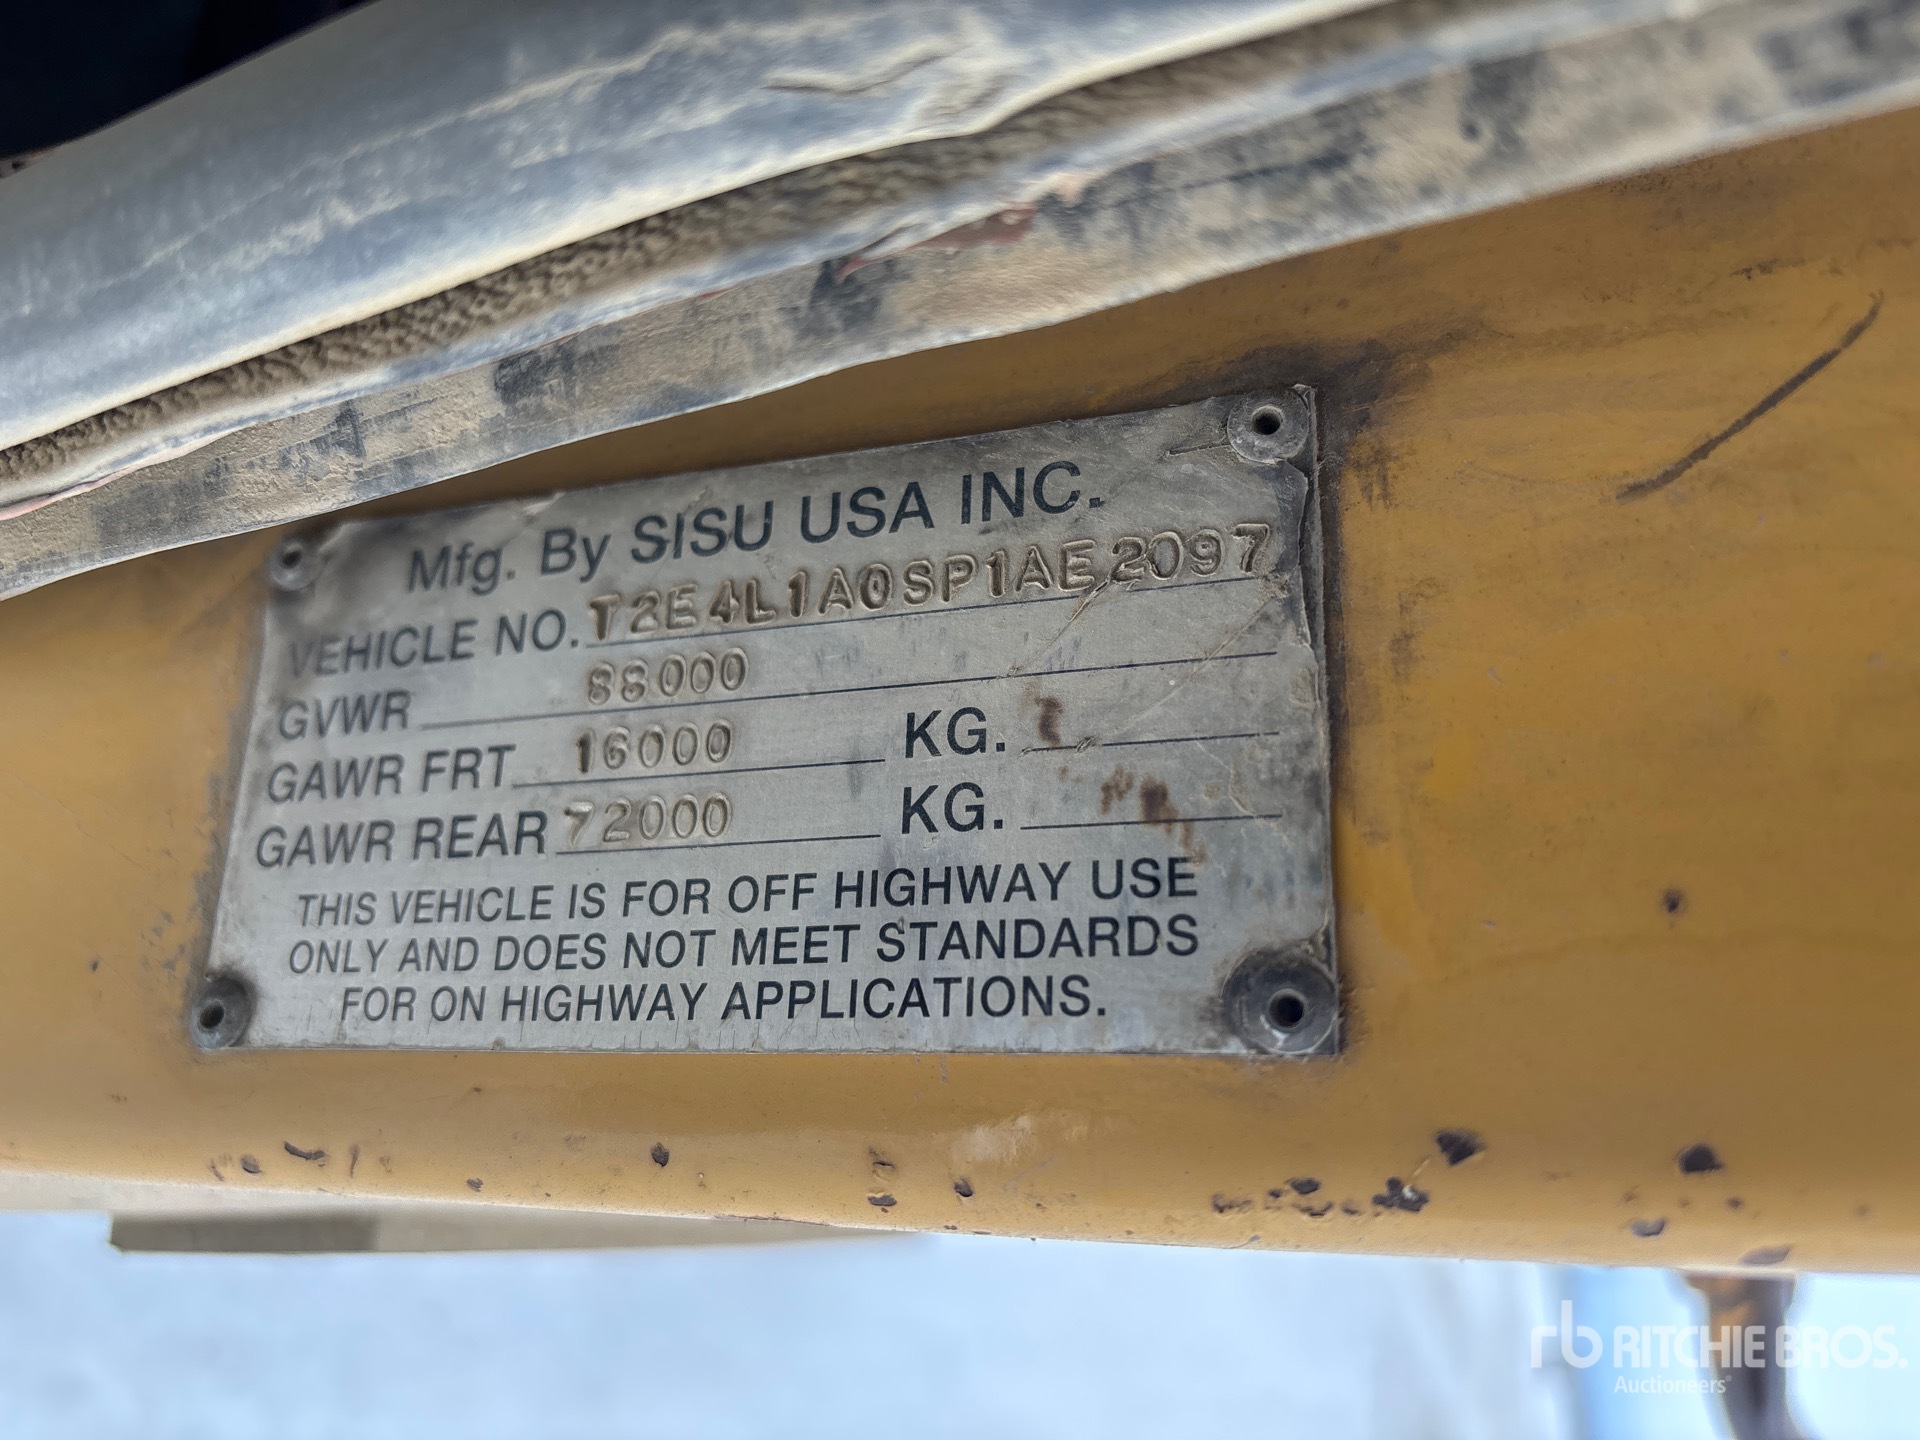 Mfg. By SISU USA INC.
VEHICLE NO. T2E4L1A0SP1AE2097
GVWR 88000
GAWR FRT 16000 KG.
GAWR REAR 72000 KG.
THIS VEHICLE IS FOR OFF HIGHWAY USE
ONLY AND DOES NOT MEET STANDARDS
FOR ON HIGHWAY APPLICATIONS.
rb RITCHIE BROS.
Auctioneers